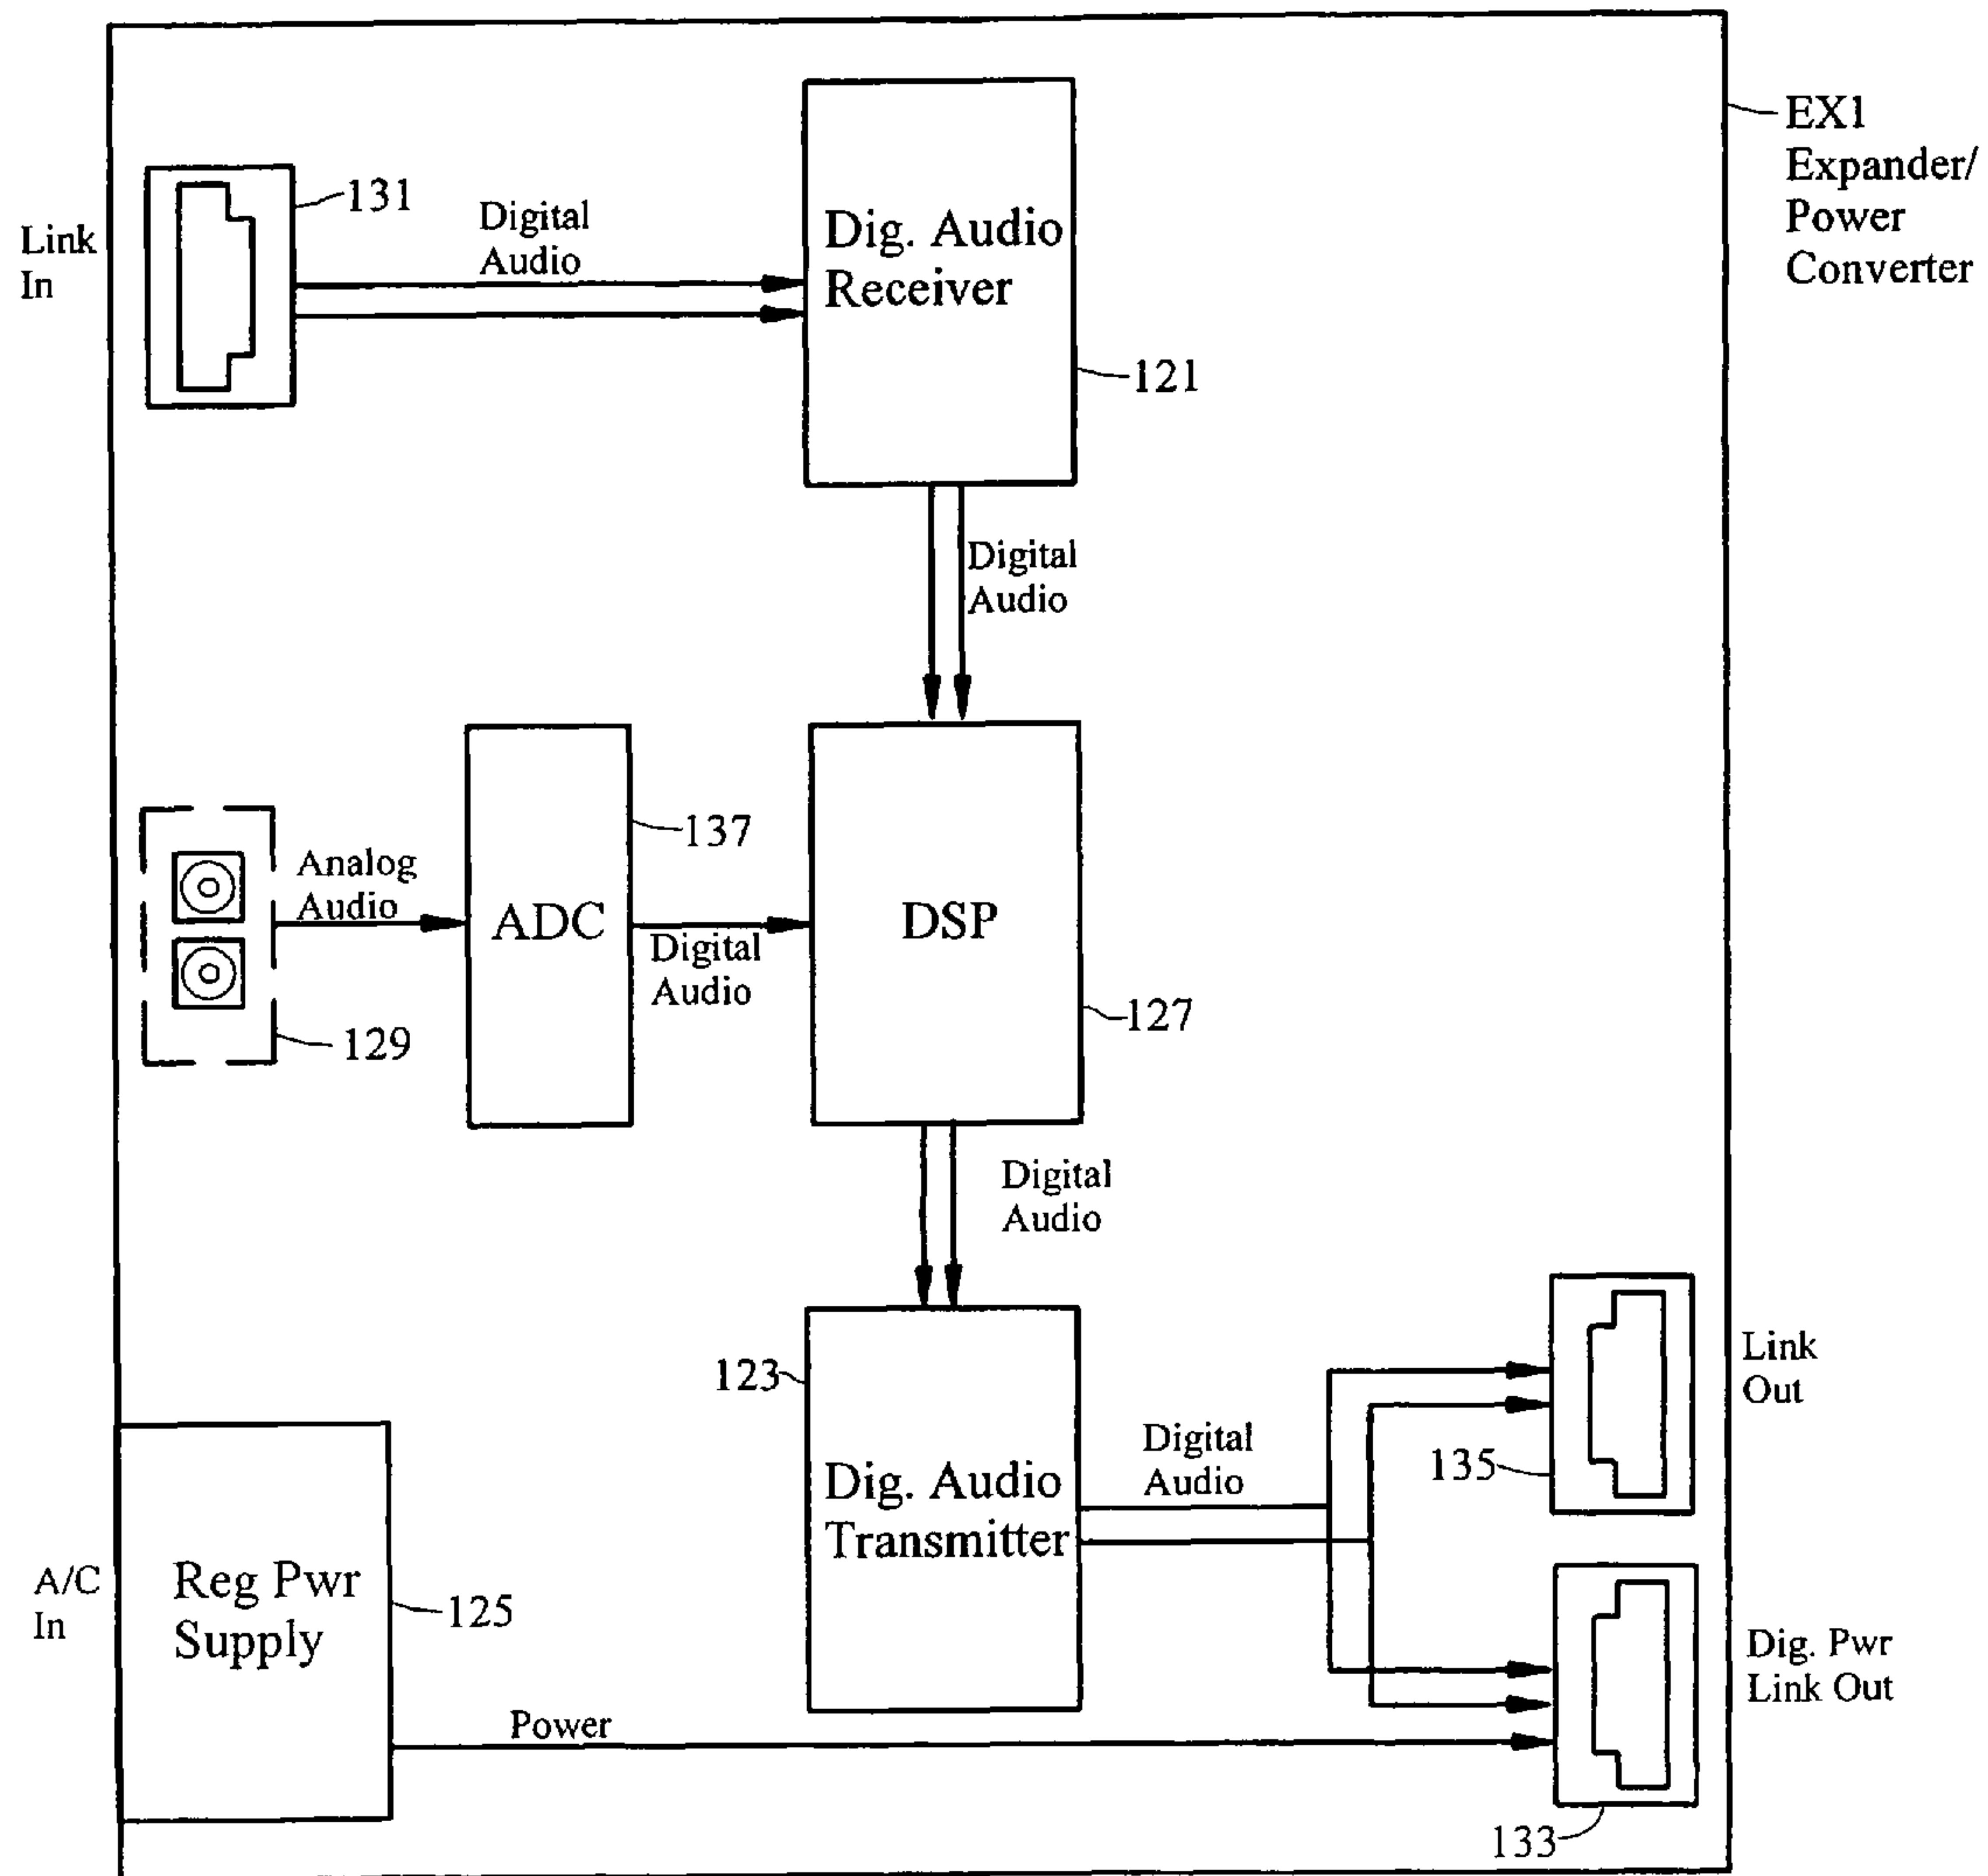 EX1
Expander/
Power
Converter
Link
In
131
Digital
Audio
Dig. Audio
Receiver
121
Digital
Audio
Analog
Audio
129
137
ADC
Digital
Audio
DSP
127
Digital
Audio
123
Dig. Audio
Transmitter
Digital
Audio
Link
Out
135
A/C
In
Reg Pwr
Supply
125
Power
Dig. Pwr
Link Out
133